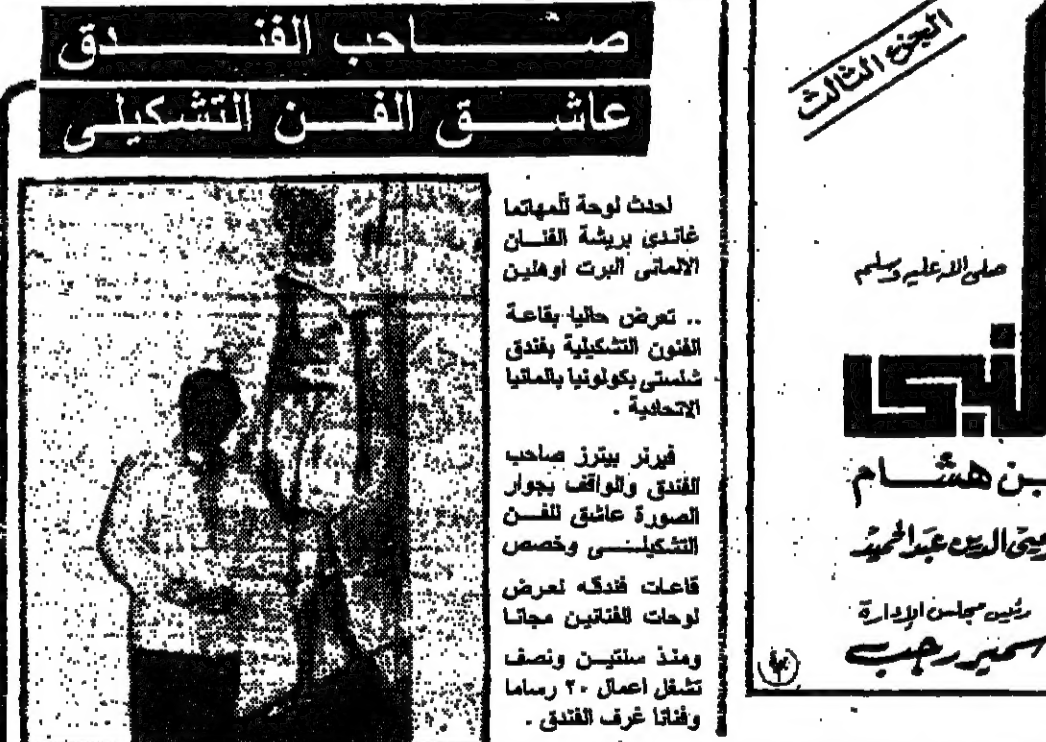 صاحب الفندق
عاشق الفن التشكيلى
احدث لوحة للمهاتما
غاندى بريشة الفنان
الالمانى البرت اوهلين
.. تعرض حاليا بقاعة
الفنون التشكيلية بفندق
شلستى بكولونيا بالمانيا
الاتحادية .
فيرنر بيترز صاحب
الفندق والواقف بجوار
الصورة عاشق للفن
التشكيلى وخصص
قاعات فندقه لعرض
لوحات الفنانين مجانا
ومنذ سنتين ونصف
تشغل اعمال ٢٠ رساما
وفنانا غرف الفندق .
الجزء الثالث
صلى الله عليه وسلم
لنبى
بن هشام
محيى الدين عبد الحميد
رئيس مجلس الإدارة
سمير رجب